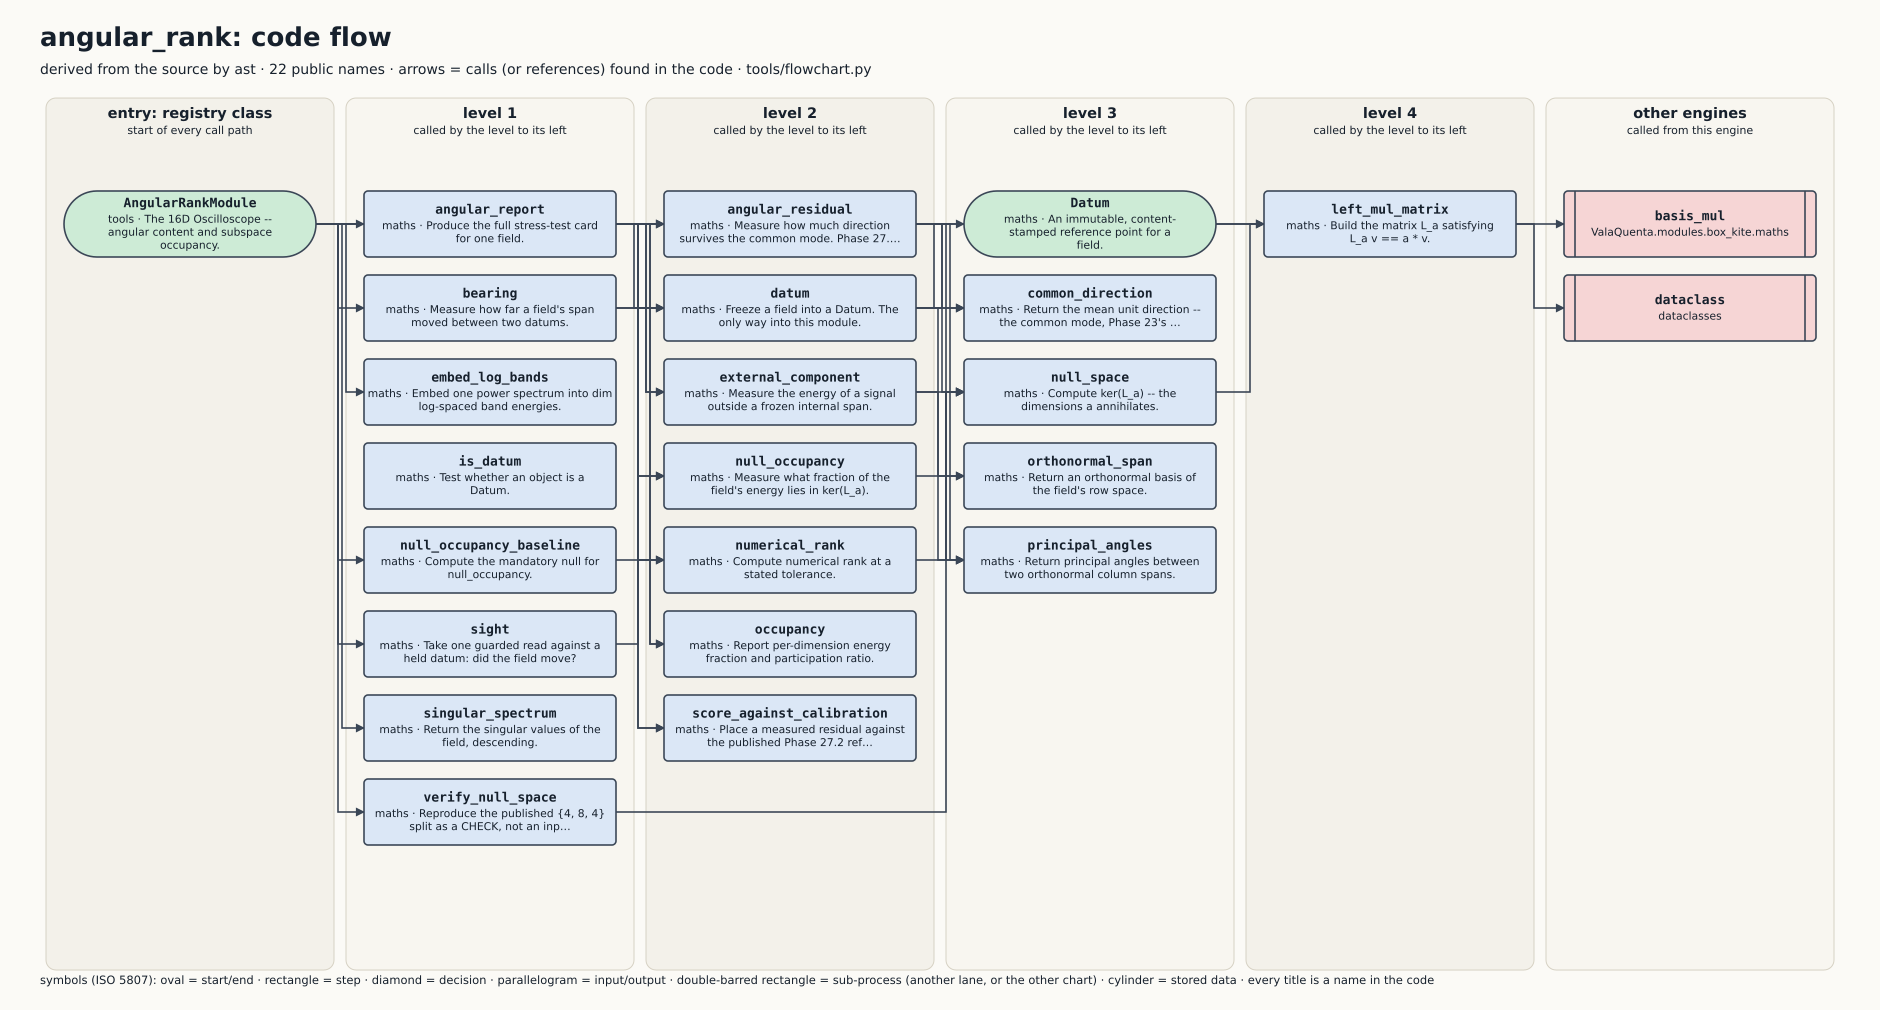 angular_rank: code flow
derived from the source by ast · 22 public names · arrows = calls (or references) found in the code · tools/flowchart.py
entry: registry class
start of every call path
AngularRankModule
tools · The 16D Oscilloscope --
angular content and subspace
occupancy.
level 1
called by the level to its left
angular_report
maths · Produce the full stress-test card
for one field.
bearing
maths · Measure how far a field's span
moved between two datums.
embed_log_bands
maths · Embed one power spectrum into dim
log-spaced band energies.
is_datum
maths · Test whether an object is a
Datum.
null_occupancy_baseline
maths · Compute the mandatory null for
null_occupancy.
sight
maths · Take one guarded read against a
held datum: did the field move?
singular_spectrum
maths · Return the singular values of the
field, descending.
verify_null_space
maths · Reproduce the published {4, 8, 4}
split as a CHECK, not an inp…
level 2
called by the level to its left
angular_residual
maths · Measure how much direction
survives the common mode. Phase 27.…
datum
maths · Freeze a field into a Datum. The
only way into this module.
external_component
maths · Measure the energy of a signal
outside a frozen internal span.
null_occupancy
maths · Measure what fraction of the
field's energy lies in ker(L_a).
numerical_rank
maths · Compute numerical rank at a
stated tolerance.
occupancy
maths · Report per-dimension energy
fraction and participation ratio.
score_against_calibration
maths · Place a measured residual against
the published Phase 27.2 ref…
level 3
called by the level to its left
Datum
maths · An immutable, content-
stamped reference point for a
field.
common_direction
maths · Return the mean unit direction --
the common mode, Phase 23's …
null_space
maths · Compute ker(L_a) -- the
dimensions a annihilates.
orthonormal_span
maths · Return an orthonormal basis of
the field's row space.
principal_angles
maths · Return principal angles between
two orthonormal column spans.
level 4
called by the level to its left
left_mul_matrix
maths · Build the matrix L_a satisfying
L_a v == a * v.
other engines
called from this engine
basis_mul
ValaQuenta.modules.box_kite.maths
dataclass
dataclasses
symbols (ISO 5807): oval = start/end · rectangle = step · diamond = decision · parallelogram = input/output · double-barred rectangle = sub-process (another lane, or the other chart) · cylinder = stored data · every title is a name in the code